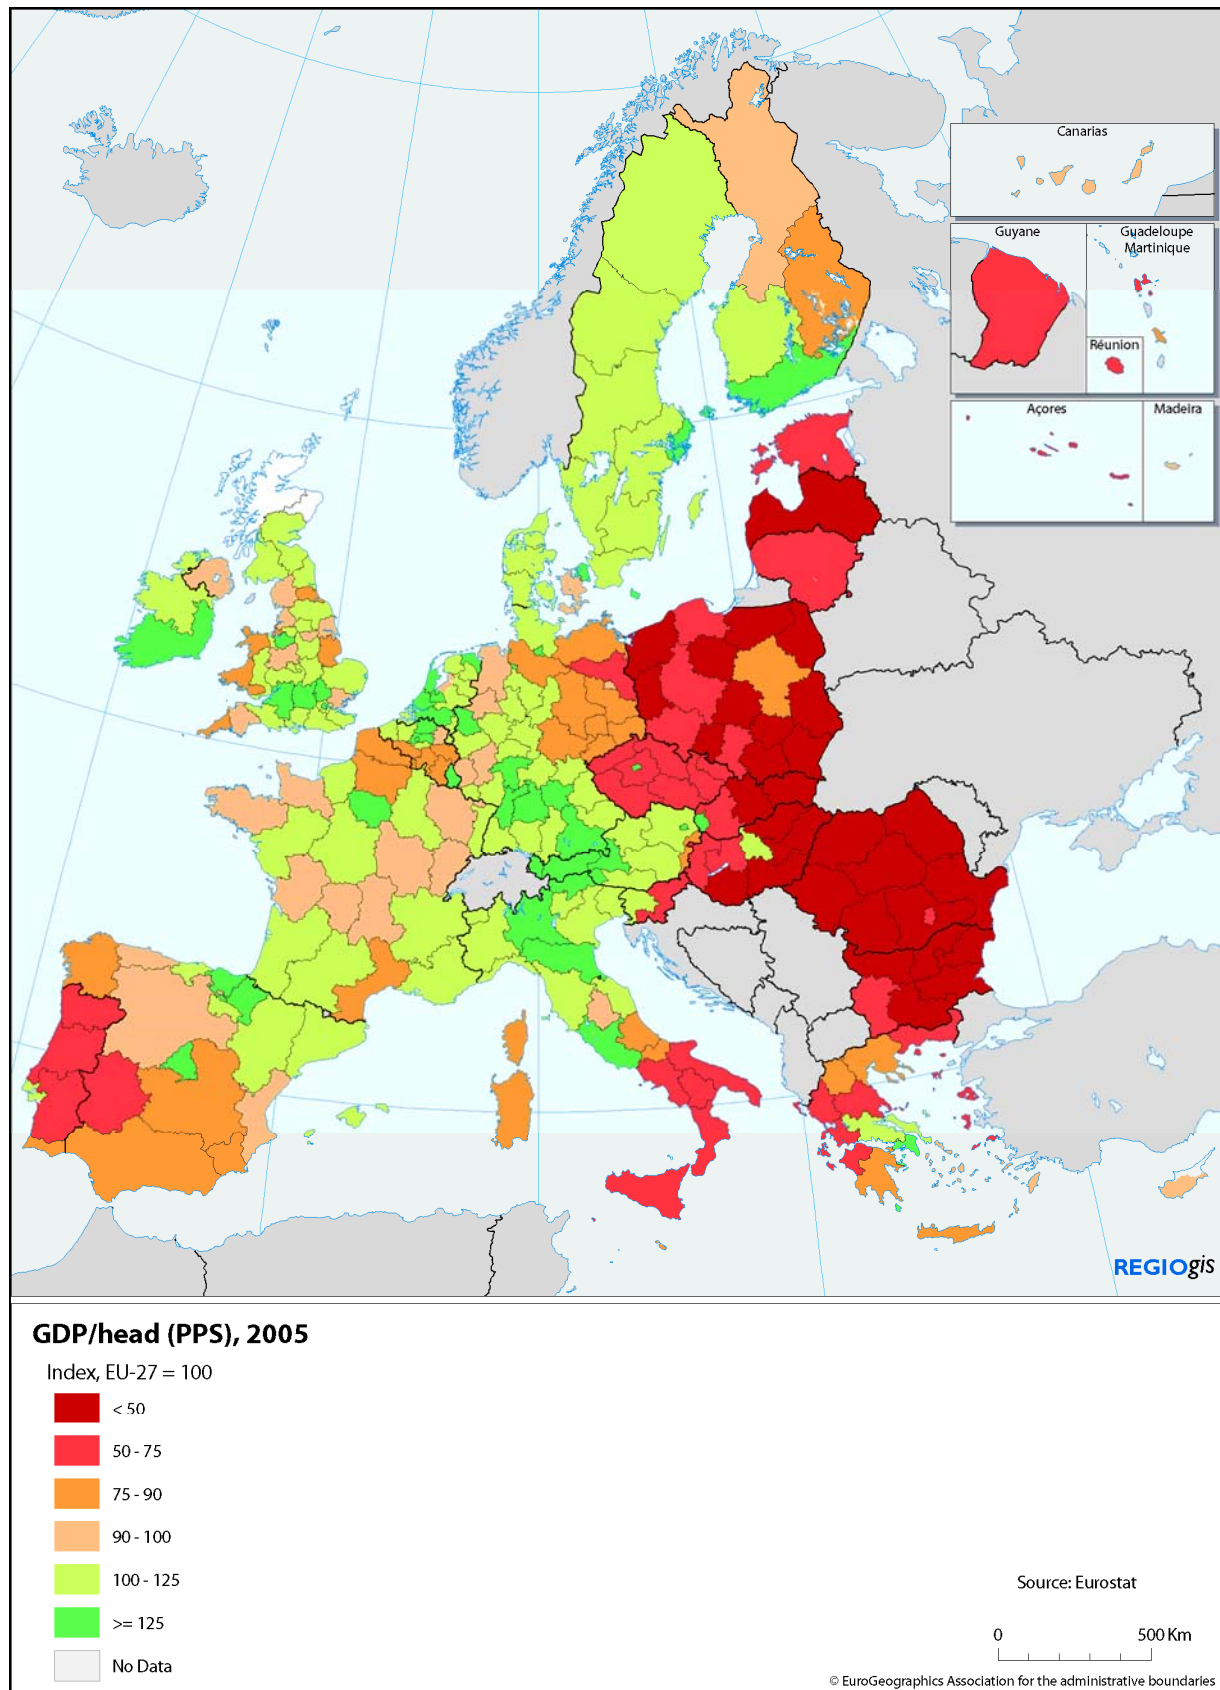 Canarias
Guyane
Guadeloupe
Martinique
Réunion
Açores
Madeira
REGIOgis
GDP/head (PPS), 2005
Index, EU-27 = 100
< 50
50 - 75
75 - 90
90 - 100
100 - 125
>= 125
No Data
Source: Eurostat
0 500 Km
© EuroGeographics Association for the administrative boundaries